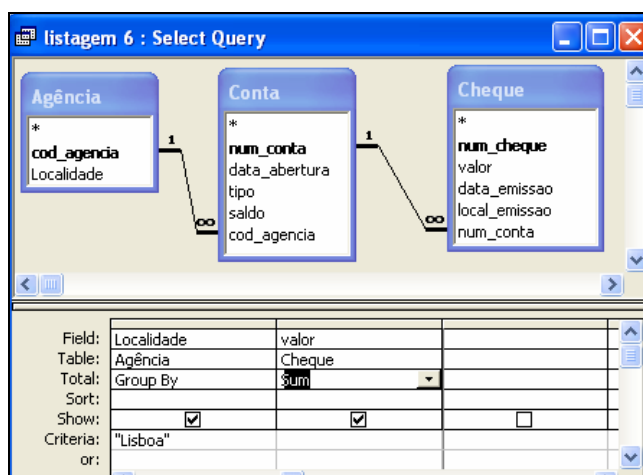 listagem 6 : Select Query
Agência
*
cod_agencia
Localidade
1
∞
Conta
*
num_conta
data_abertura
tipo
saldo
cod_agencia
1
∞
Cheque
*
num_cheque
valor
data_emissao
local_emissao
num_conta
Field: Localidade valor
Table: Agência Cheque
Total: Group By Sum
Sort:
Show:
Criteria: "Lisboa"
or: